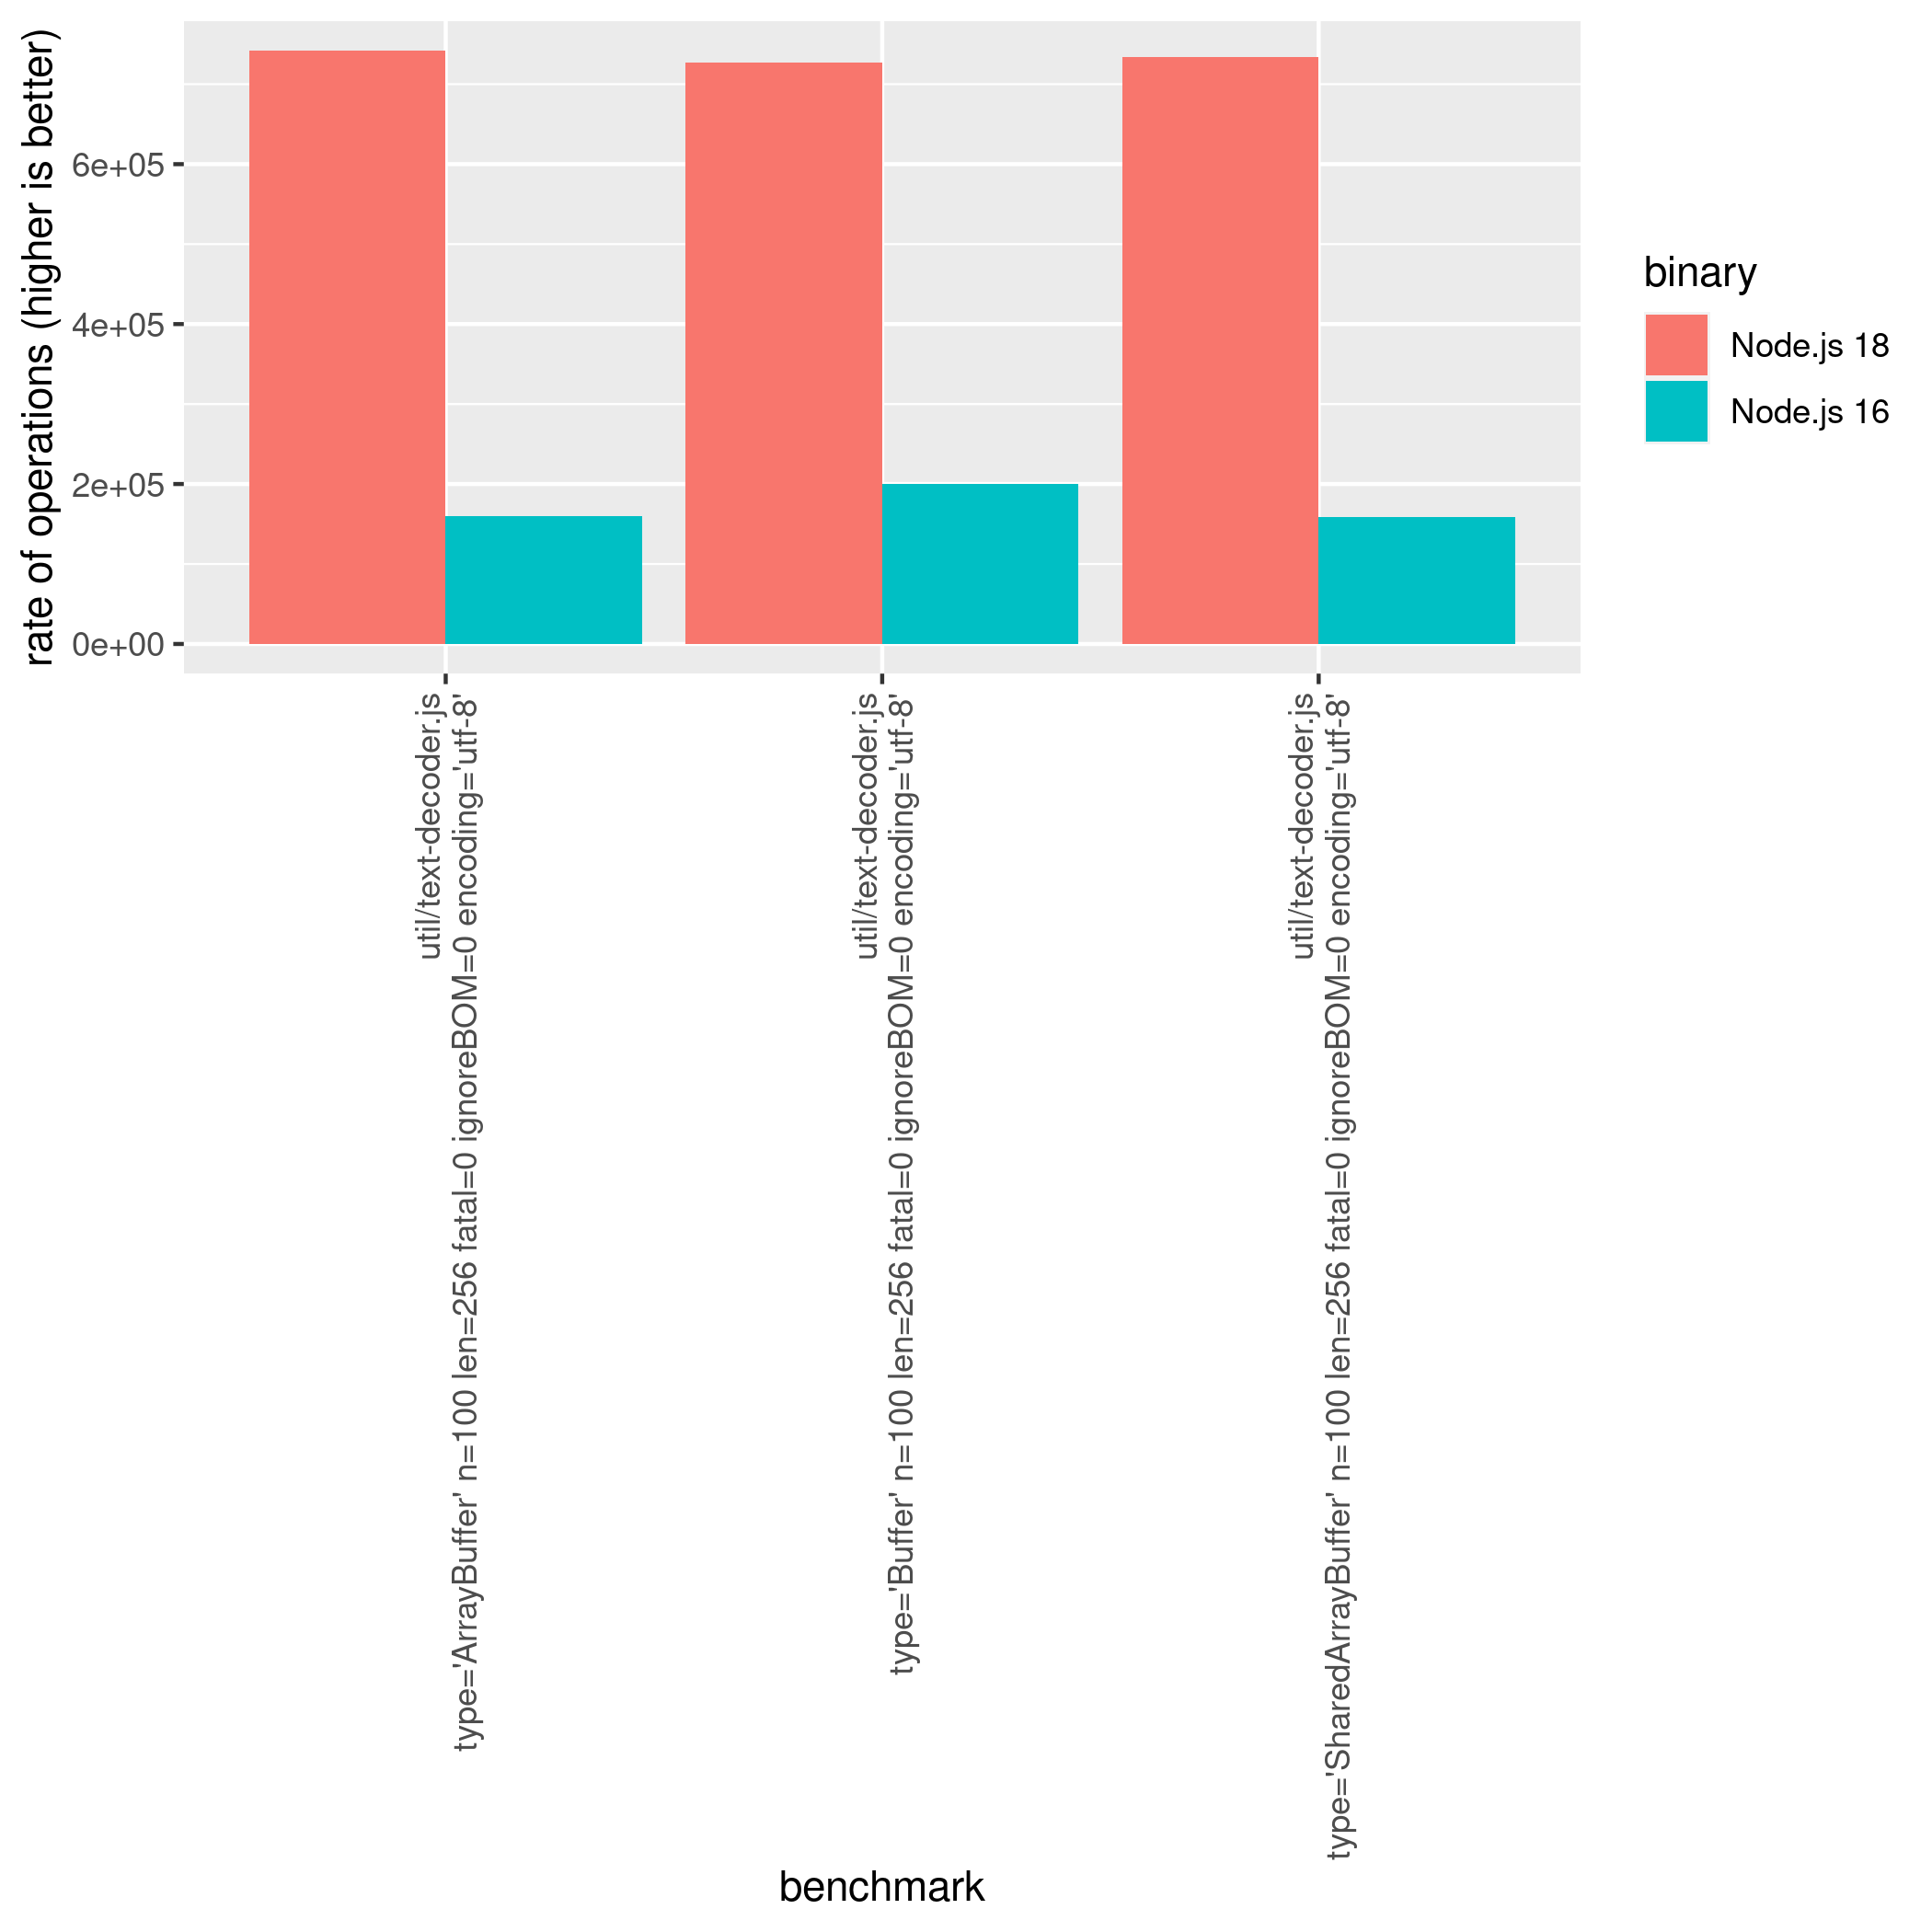 rate of operations (higher is better)
6e+05
4e+05
2e+05
0e+00
util/text-decoder.js
type='ArrayBuffer' n=100 len=256 fatal=0 ignoreBOM=0 encoding='utf-8'
util/text-decoder.js
type='Buffer' n=100 len=256 fatal=0 ignoreBOM=0 encoding='utf-8'
util/text-decoder.js
type='SharedArrayBuffer' n=100 len=256 fatal=0 ignoreBOM=0 encoding='utf-8'
benchmark
binary
Node.js 18
Node.js 16